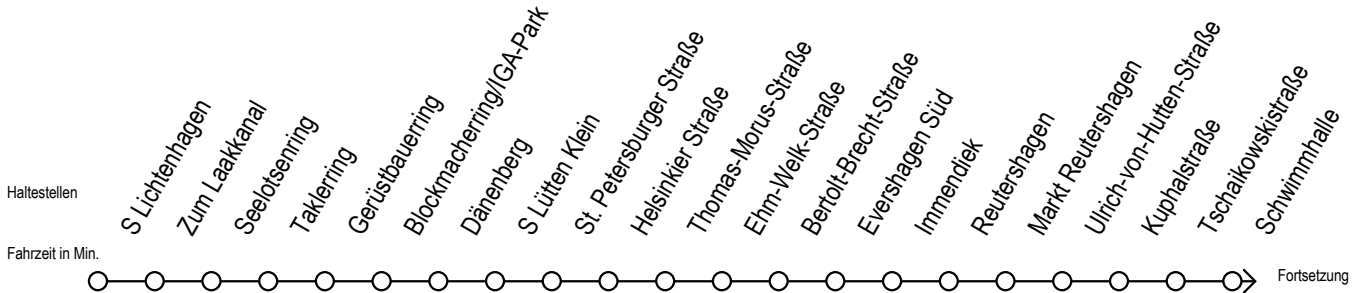 S Lichtenhagen
Zum Laakkanal
Seelotsenring
Taklerring
Gerüstbauerring
Blockmacherring/IGA-Park
Dänenberg
S Lütten Klein
St. Petersburger Straße
Helsinkier Straße
Thomas-Morus-Straße
Ehm-Welk-Straße
Bertolt-Brecht-Straße
Evershagen Süd
Immendiek
Reutershagen
Markt Reutershagen
Ulrich-von-Hutten-Straße
Kuphalstraße
Tschaikowskistraße
Schwimmhalle
Haltestellen
Fahrzeit in Min.
Fortsetzung